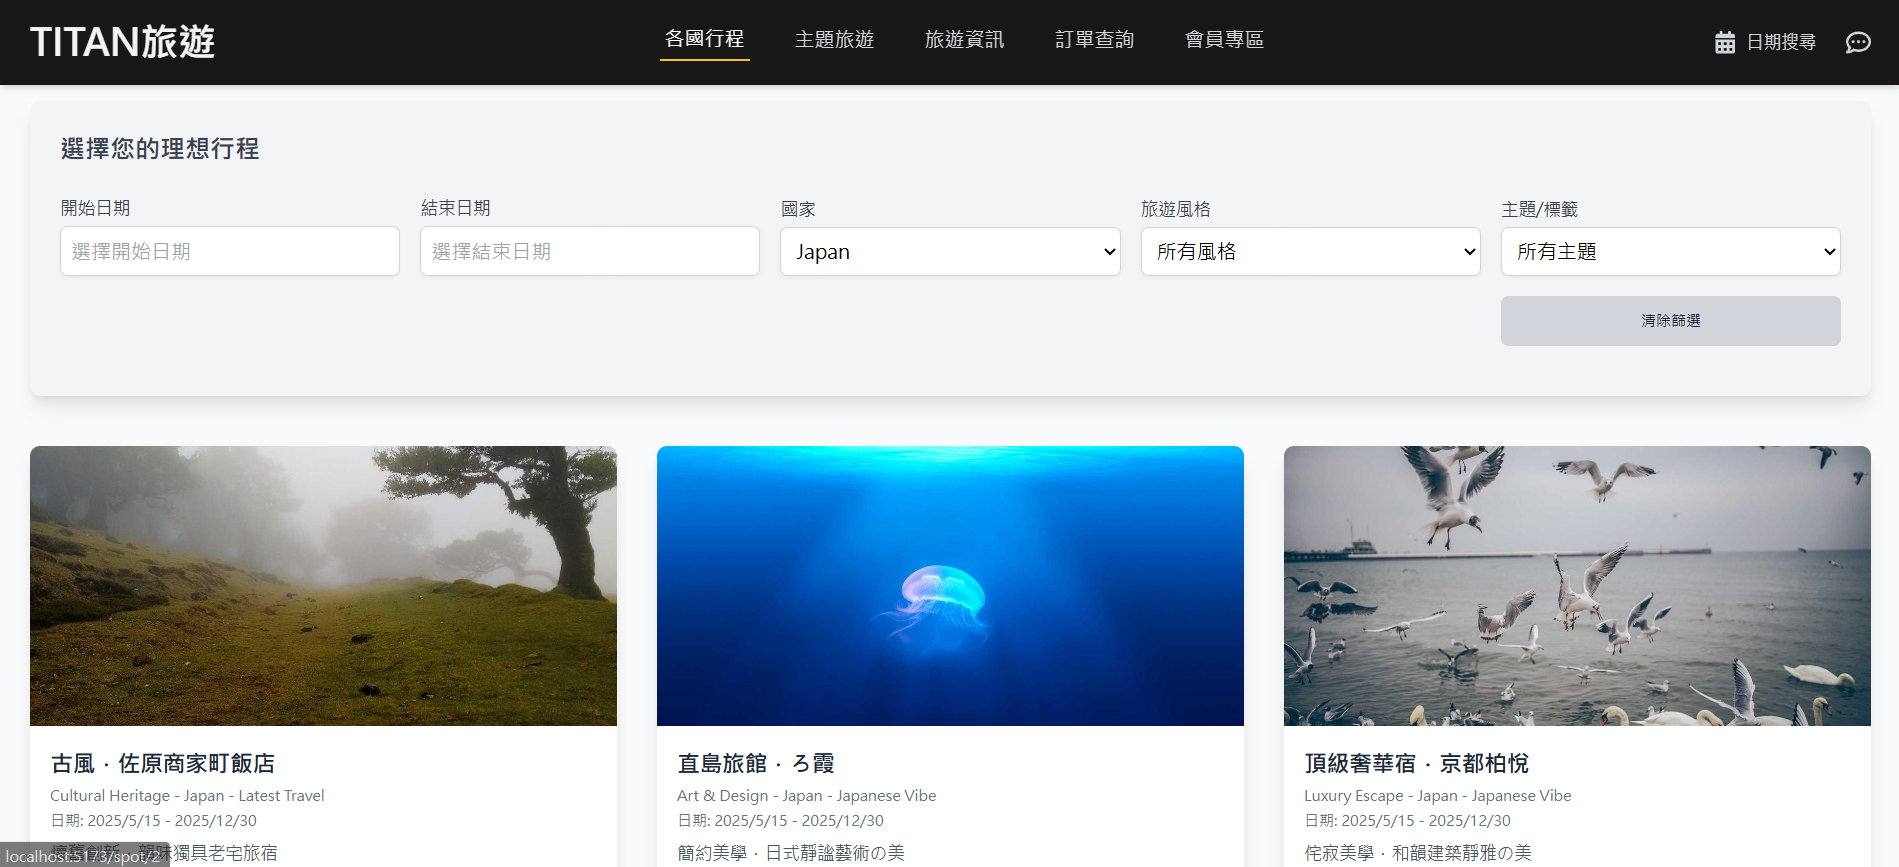 TITAN旅遊
各國行程 主題旅遊 旅遊資訊 訂單查詢 會員專區
日期搜尋
選擇您的理想行程
開始日期 結束日期 國家 旅遊風格 主題/標籤
選擇開始日期 選擇結束日期 Japan 所有風格 所有主題
清除篩選
古風．佐原商家町飯店
Cultural Heritage - Japan - Latest Travel
日期: 2025/5/15 - 2025/12/30
懷舊創新．韻味獨具老宅旅宿
直島旅館．ろ霞
Art & Design - Japan - Japanese Vibe
日期: 2025/5/15 - 2025/12/30
簡約美學．日式靜謐藝術の美
頂級奢華宿．京都柏悅
Luxury Escape - Japan - Japanese Vibe
日期: 2025/5/15 - 2025/12/30
侘寂美學．和韻建築靜雅の美
localhost:5173/spot/2